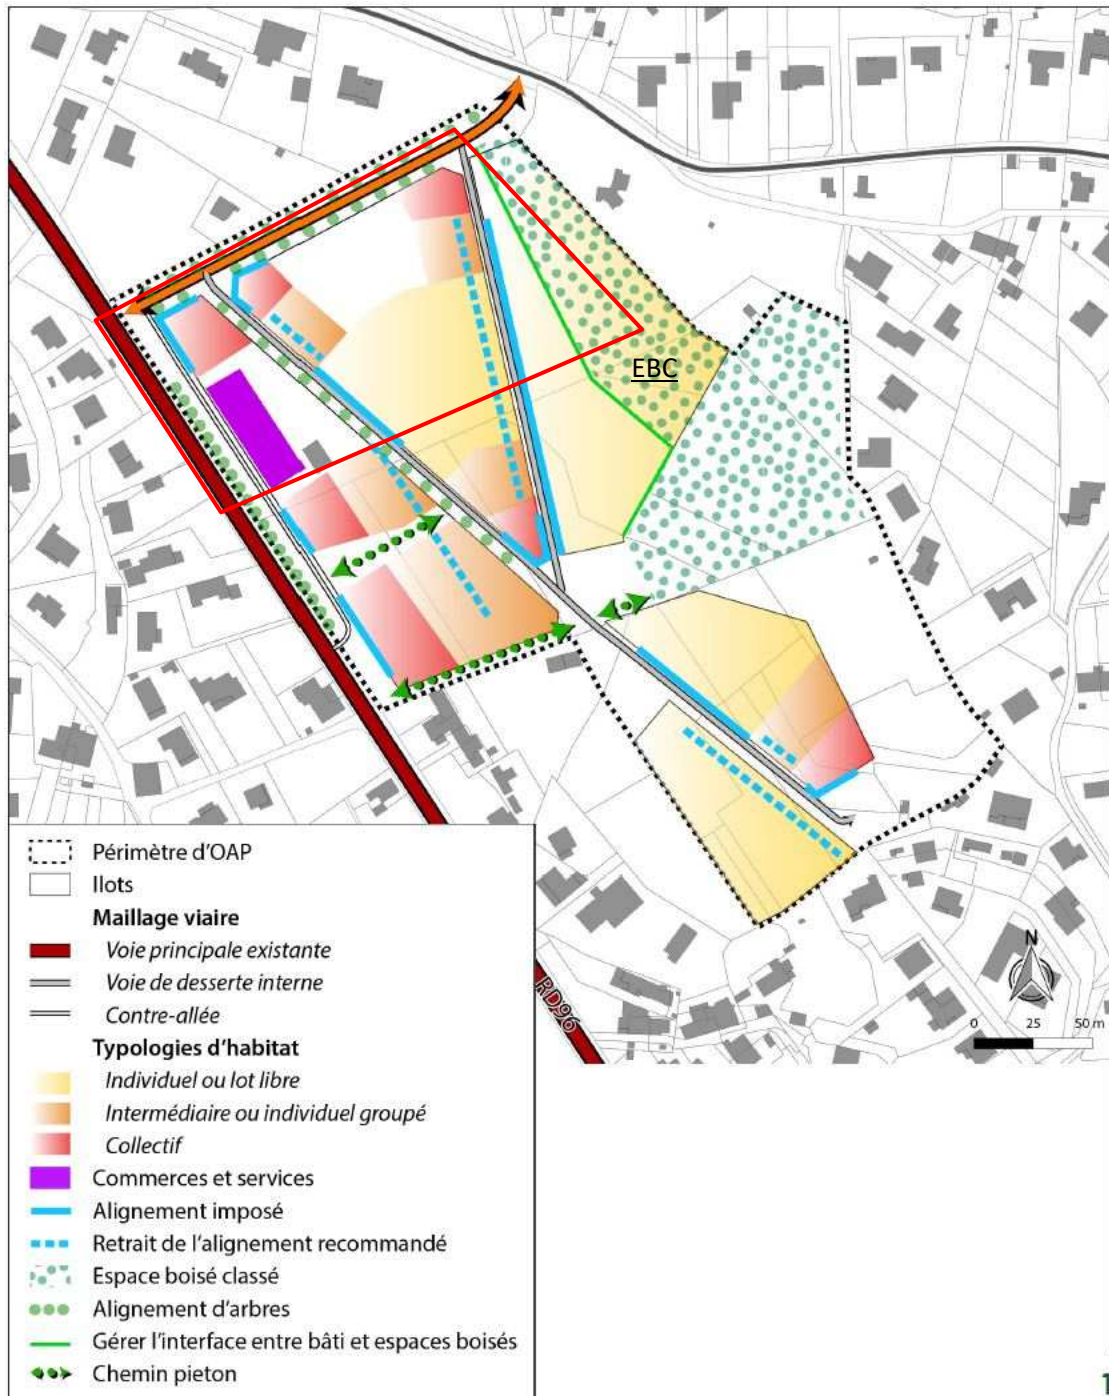 EBC
RD96
N
0 25 50 m
Périmètre d'OAP
Ilots
Maillage viaire
Voie principale existante
Voie de desserte interne
Contre-allée
Typologies d'habitat
Individuel ou lot libre
Intermédiaire ou individuel groupé
Collectif
Commerces et services
Alignement imposé
Retrait de l'alignement recommandé
Espace boisé classé
Alignement d'arbres
Gérer l'interface entre bâti et espaces boisés
Chemin pieton